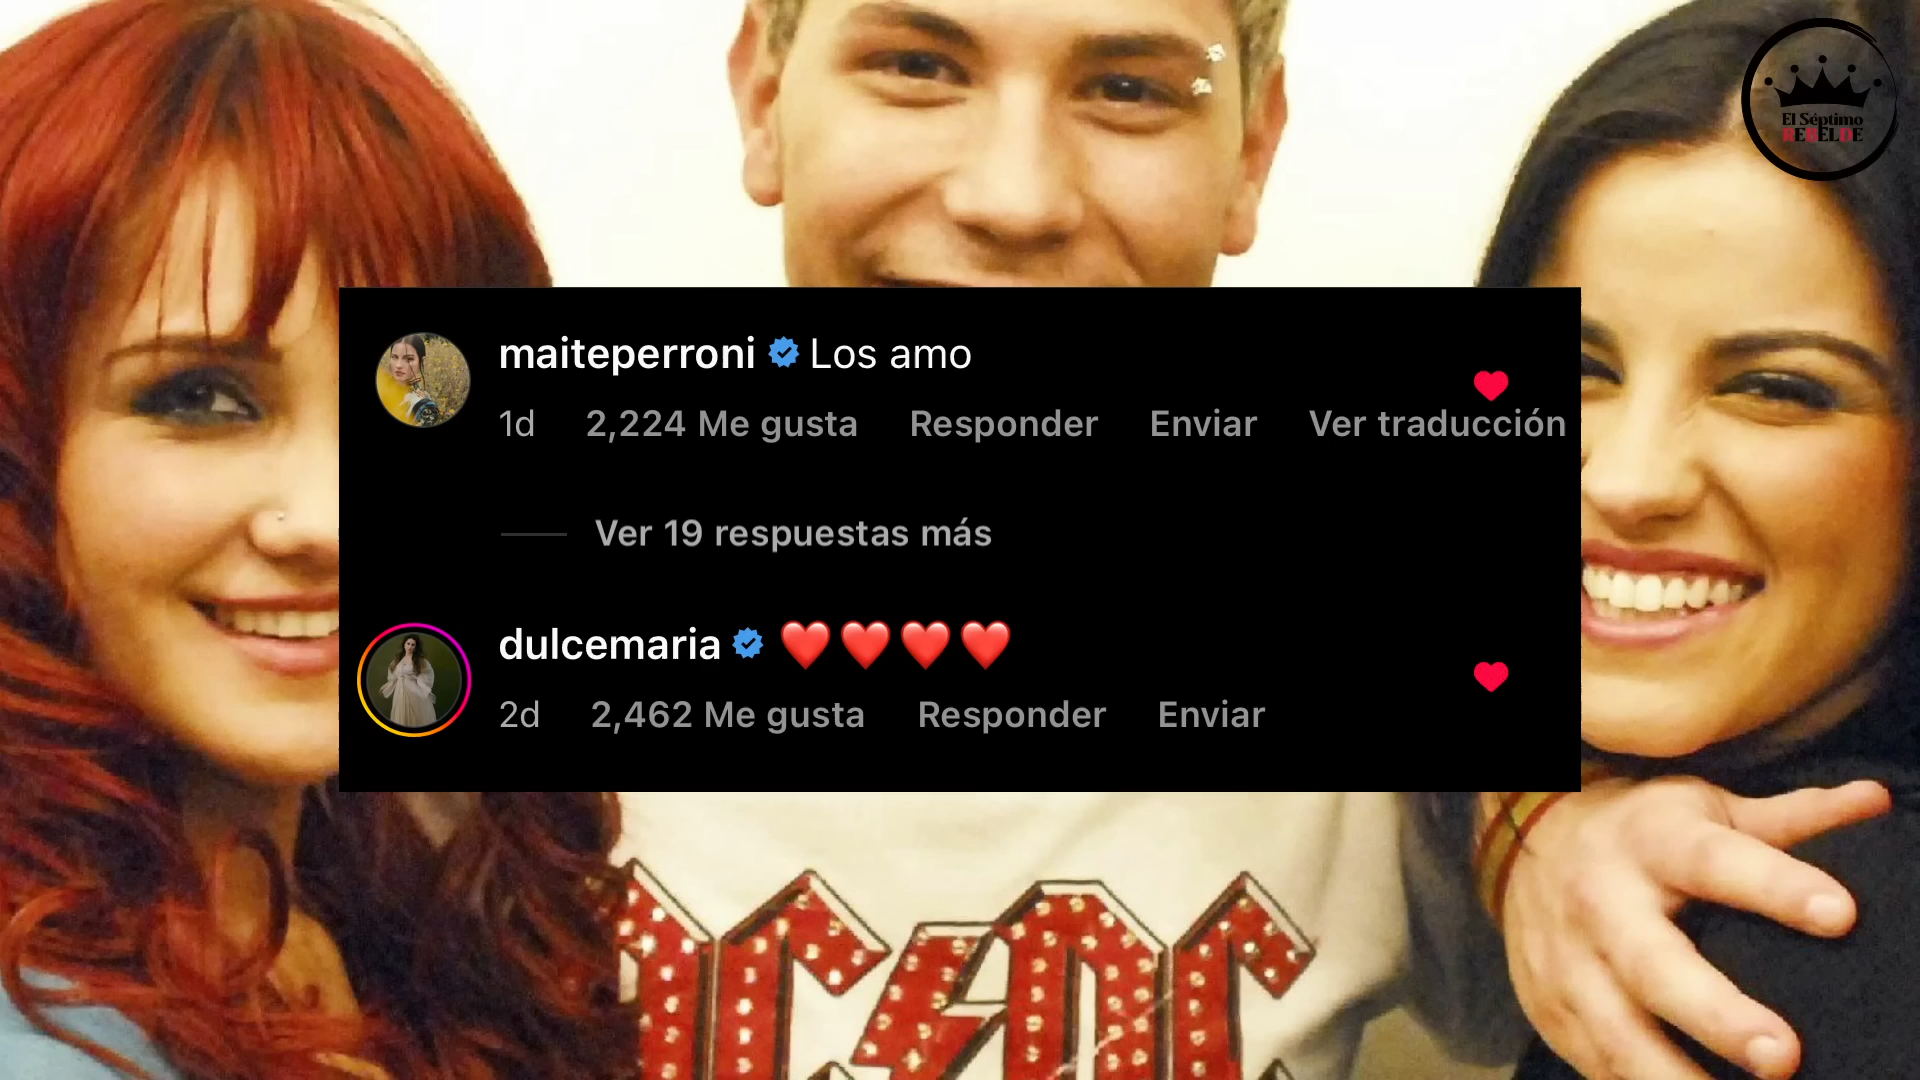 El Séptimo
REBELDE
maiteperroni Los amo
1d 2,224 Me gusta Responder Enviar Ver traducción
Ver 19 respuestas más
dulcemaria ❤️❤️❤️❤️
2d 2,462 Me gusta Responder Enviar